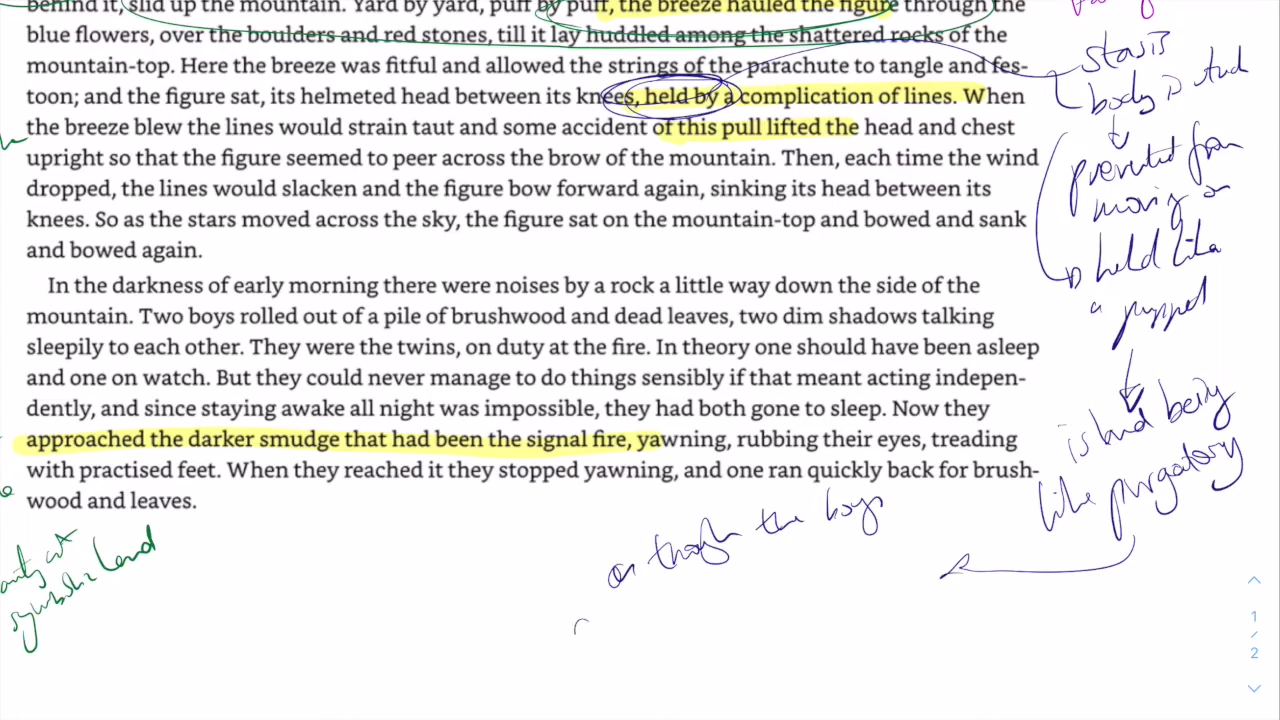 behind it, slid up the mountain. Yard by yard, puff by puff, the breeze hauled the figure through the
blue flowers, over the boulders and red stones, till it lay huddled among the shattered rocks of the
mountain-top. Here the breeze was fitful and allowed the strings of the parachute to tangle and fes-
toon; and the figure sat, its helmeted head between its knees, held by a complication of lines. When
the breeze blew the lines would strain taut and some accident of this pull lifted the head and chest
upright so that the figure seemed to peer across the brow of the mountain. Then, each time the wind
dropped, the lines would slacken and the figure bow forward again, sinking its head between its
knees. So as the stars moved across the sky, the figure sat on the mountain-top and bowed and sank
and bowed again.
In the darkness of early morning there were noises by a rock a little way down the side of the
mountain. Two boys rolled out of a pile of brushwood and dead leaves, two dim shadows talking
sleepily to each other. They were the twins, on duty at the fire. In theory one should have been asleep
and one on watch. But they could never manage to do things sensibly if that meant acting indepen-
dently, and since staying awake all night was impossible, they had both gone to sleep. Now they
approached the darker smudge that had been the signal fire, yawning, rubbing their eyes, treading
with practised feet. When they reached it they stopped yawning, and one ran quickly back for brush-
wood and leaves.
stasis
body is stuck
prevented from
moving on
held like
a puppet
island being
like purgatory
as though the boys
symbolic level
1
/
2